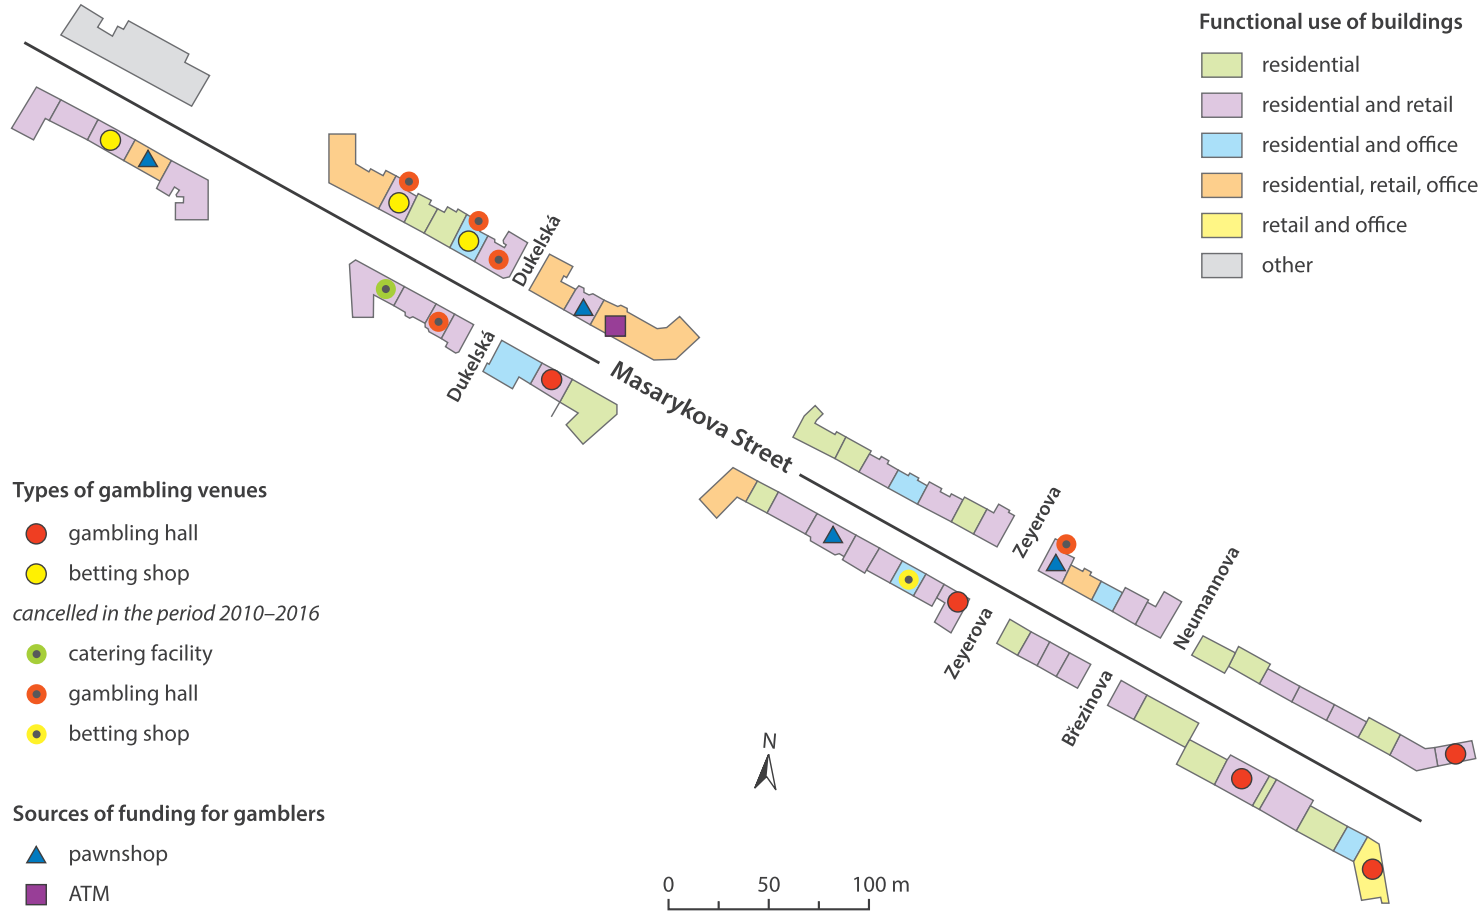 Functional use of buildings
residential
residential and retail
residential and office
residential, retail, office
retail and office
other
Dukelská
Dukelská
Masarykova Street
Zeyerova
Zeyerova
Neumannova
Březinova
Types of gambling venues
gambling hall
betting shop
cancelled in the period 2010–2016
catering facility
gambling hall
betting shop
Sources of funding for gamblers
pawnshop
ATM
N
0 50 100 m